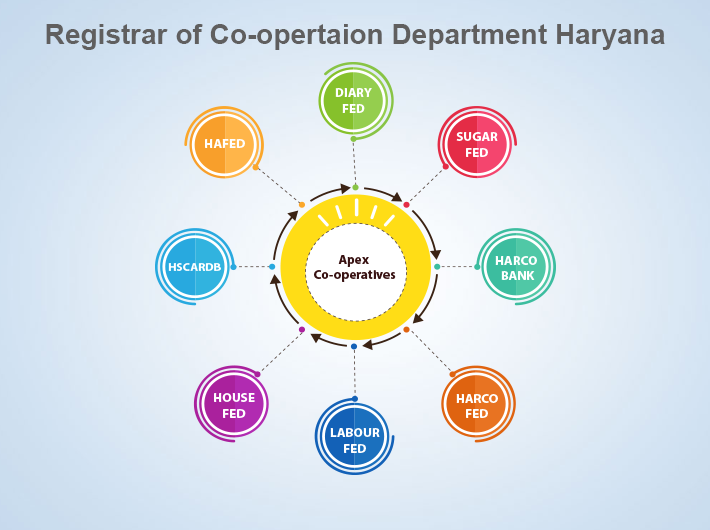 Registrar of Co-opertaion Department Haryana
DIARY
FED
HAFED
SUGAR
FED
Apex
Co-operatives
HSCARDB
HARCO
BANK
HOUSE
FED
HARCO
FED
LABOUR
FED